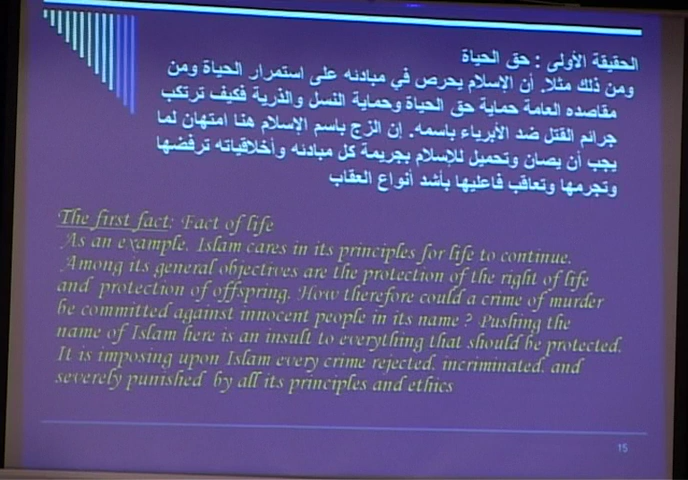 الحقيقة الأولى : حق الحياة
ومن ذلك مثلا. أن الإسلام يحرص في مبادئه على استمرار الحياة ومن
مقاصده العامة حماية حق الحياة وحماية النسل والذرية فكيف ترتكب
جرائم القتل ضد الأبرياء باسمه. إن الزج باسم الإسلام هنا امتهان لما
يجب أن يصان وتحميل للإسلام بجريمة كل مبادئه وأخلاقياته ترفضها
وتجرمها وتعاقب فاعليها بأشد أنواع العقاب
The first fact: Fact of life
As an example. Islam cares in its principles for life to continue.
Among its general objectives are the protection of the right of life
and protection of offspring. How therefore could a crime of murder
be committed against innocent people in its name ? Pushing the
name of Islam here is an insult to everything that should be protected.
It is imposing upon Islam every crime rejected. incriminated. and
severely punished by all its principles and ethics
15